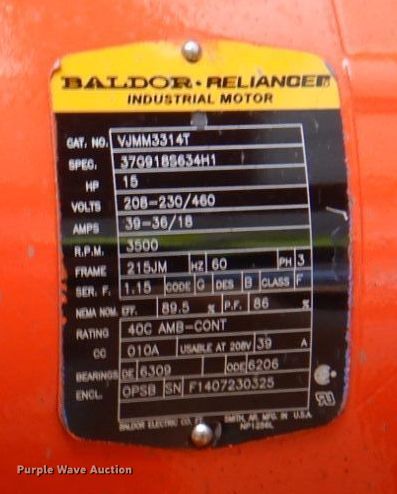 BALDOR • RELIANCE
INDUSTRIAL MOTOR
CAT. NO. VJMM3314T
SPEC. 37G918S634H1
HP 15
VOLTS 208-230/460
AMPS 39-36/18
R.P.M. 3500
FRAME 215JM HZ 60 PH 3
SER. F. 1.15 CODE G DES B CLASS F
NEMA NOM. EFF. 89.5 % P.F. 86 %
RATING 40C AMB-CONT
CC 010A USABLE AT 208V 39 A
BEARINGS DE 6309 ODE 6206
ENCL. OPSB SN F1407230325
BALDOR ELECTRIC CO. FT. SMITH, AR. MFG. IN U.S.A.
NP1256L
Purple Wave Auction